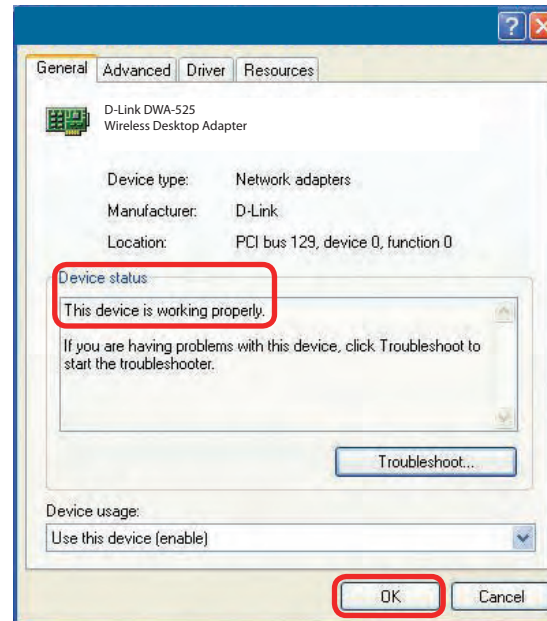 General Advanced Driver Resources
D-Link DWA-525
Wireless Desktop Adapter
Device type: Network adapters
Manufacturer: D-Link
Location: PCI bus 129, device 0, function 0
Device status
This device is working properly.
If you are having problems with this device, click Troubleshoot to
start the troubleshooter.
Troubleshoot...
Device usage:
Use this device (enable)
OK Cancel